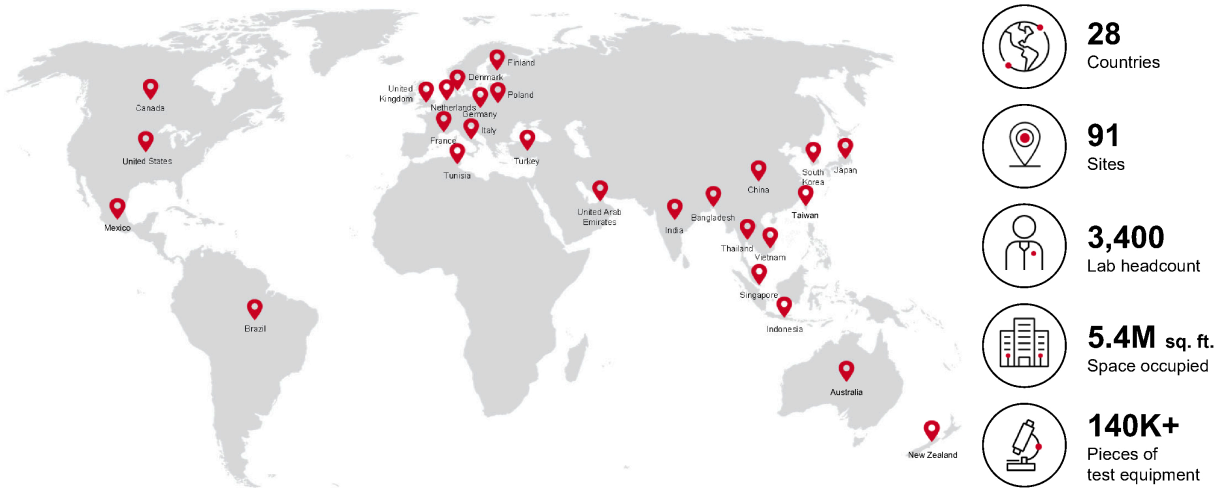 Canada
United States
Mexico
Brazil
Finland
Denmark
United
Kingdom
Netherlands
Poland
Germany
France
Italy
Tunisia
Turkey
United Arab
Emirates
India
Bangladesh
China
South
Korea
Japan
Taiwan
Thailand
Vietnam
Singapore
Indonesia
Australia
New Zealand
28
Countries
91
Sites
3,400
Lab headcount
5.4M sq. ft.
Space occupied
140K+
Pieces of
test equipment